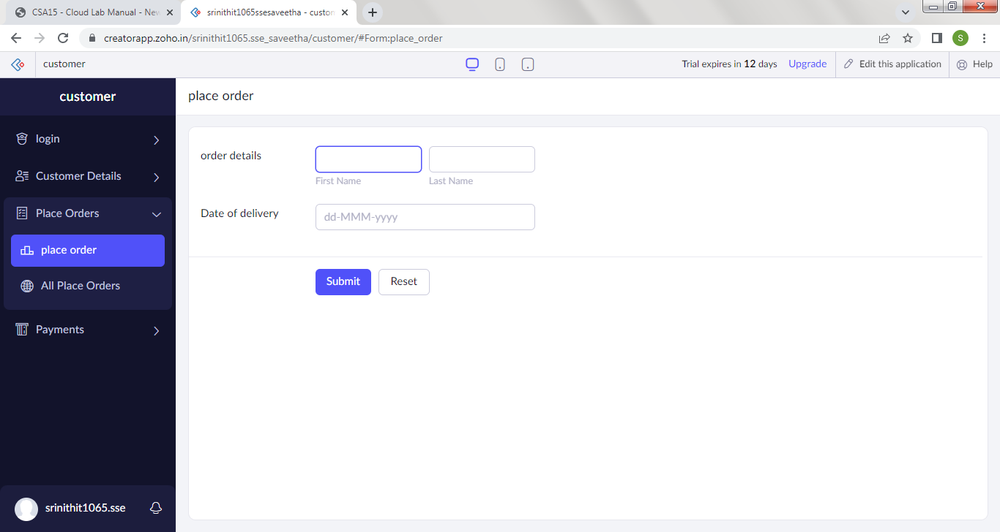 CSA15 - Cloud Lab Manual - New
srinithit1065ssesaveetha - custom
creatorapp.zoho.in/srinithit1065.sse_saveetha/customer/#Form:place_order
S
customer
Trial expires in 12 days
Upgrade
Edit this application
Help
customer
place order
login
Customer Details
Place Orders
place order
All Place Orders
Payments
srinithit1065.sse
order details
First Name
Last Name
Date of delivery
dd-MMM-yyyy
Submit
Reset